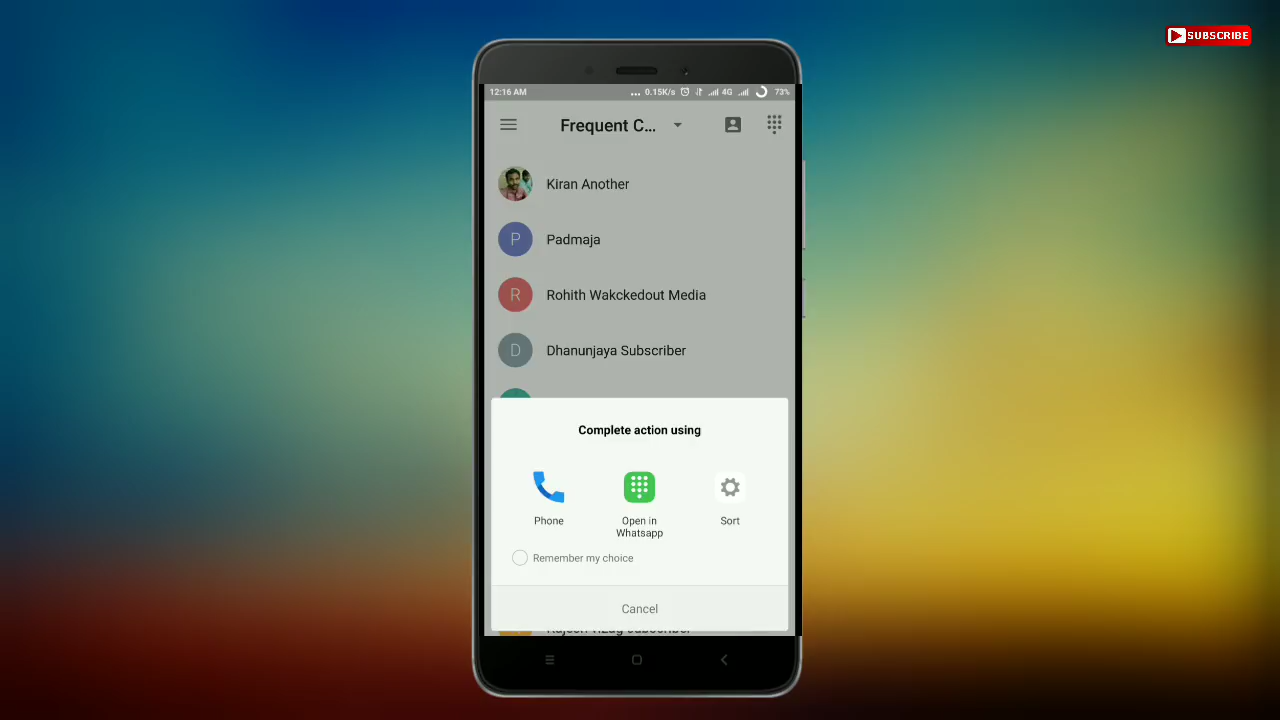 SUBSCRIBE
12:16 AM ... 0.15K/s 4G 73%
Frequent C...
Kiran Another
P Padmaja
R Rohith Wakckedout Media
D Dhanunjaya Subscriber
Complete action using
Phone
Open in
Whatsapp
Sort
Remember my choice
Cancel